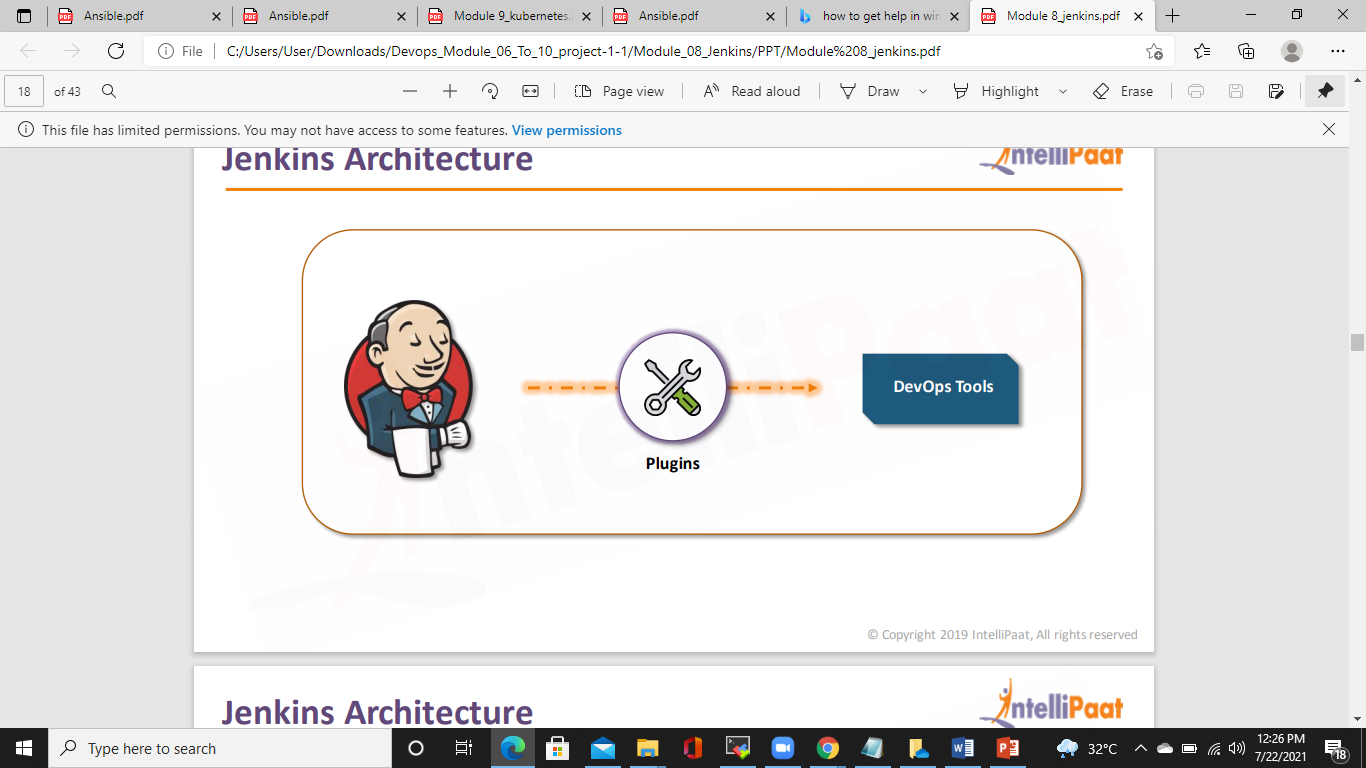 Ansible.pdf
Ansible.pdf
Module 9_kubernetes.
Ansible.pdf
how to get help in win
Module 8_jenkins.pdf
File
C:/Users/User/Downloads/Devops_Module_06_To_10_project-1-1/Module_08_Jenkins/PPT/Module%208_jenkins.pdf
18 of 43
Page view
Read aloud
Draw
Highlight
Erase
This file has limited permissions. You may not have access to some features. View permissions
Jenkins Architecture
IntelliPaat
DevOps Tools
Plugins
IntelliPaat
© Copyright 2019 IntelliPaat, All rights reserved
Jenkins Architecture
IntelliPaat
Type here to search
32°C
12:26 PM
7/22/2021
18